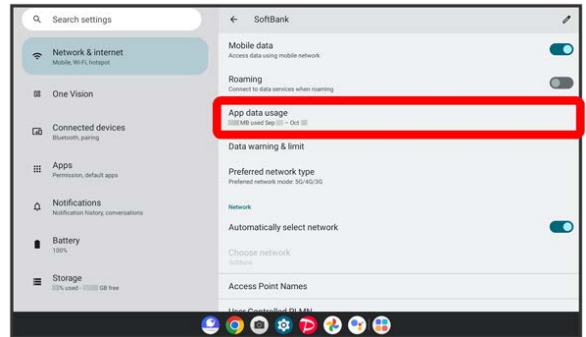 Search settings
Network & internet
Mobile, Wi-Fi, hotspot
One Vision
Connected devices
Bluetooth, pairing
Apps
Permission, default apps
Notifications
Notification history, conversations
Battery
100%
Storage
% used - GB free
SoftBank
Mobile data
Access data using mobile network
Roaming
Connect to data services when roaming
App data usage
MB used Sep – Oct
Data warning & limit
Preferred network type
Preferred network mode: 5G/4G/3G
Network
Automatically select network
Choose network
SoftBank
Access Point Names
User Controlled PLMN